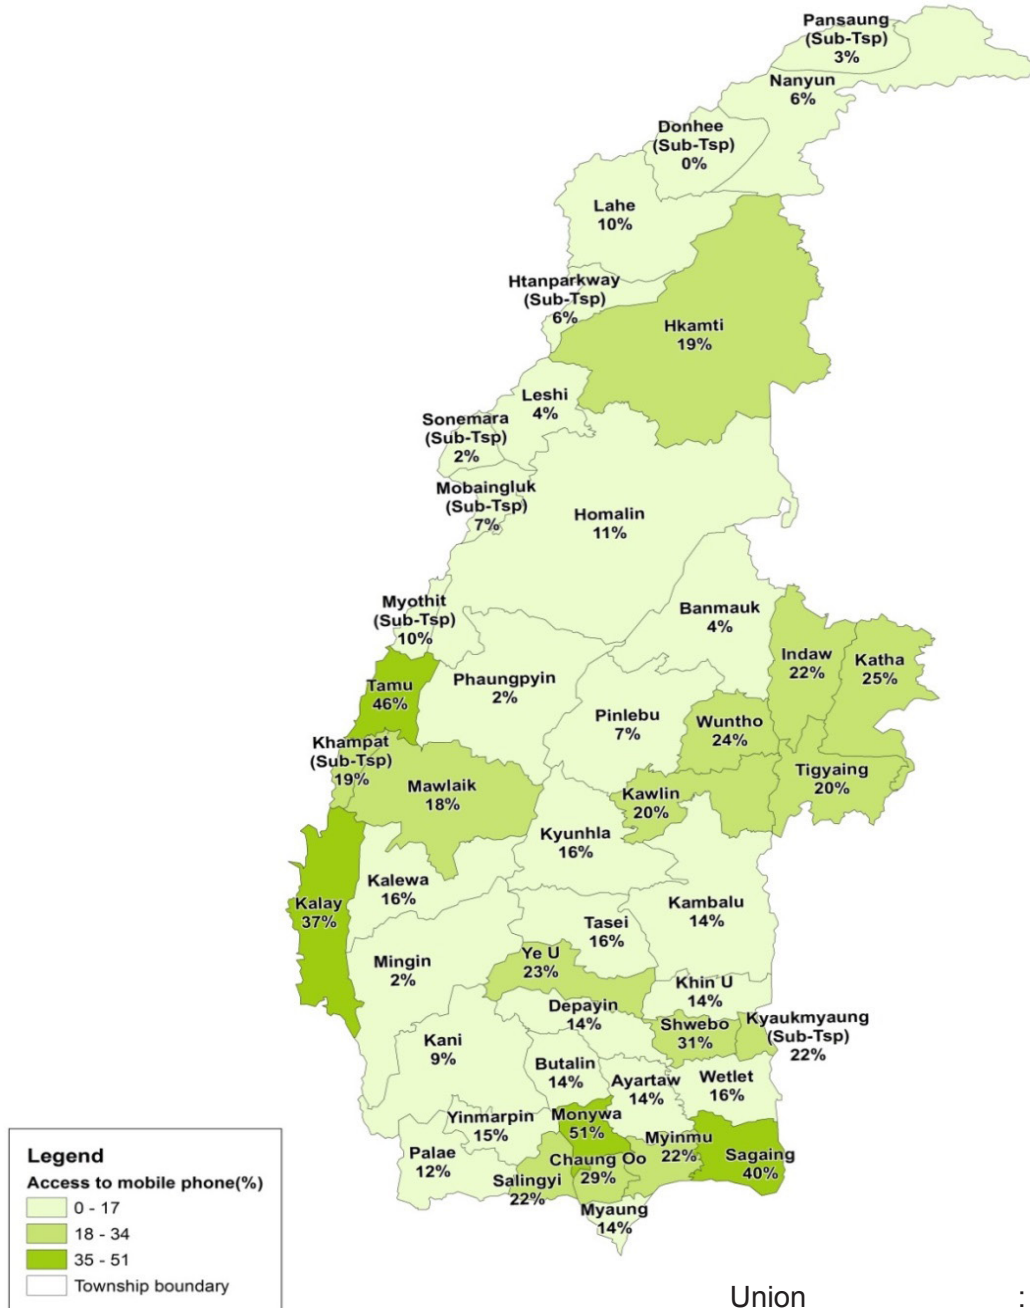 Pansaung
(Sub-Tsp)
3%
Nanyun
6%
Donhee
(Sub-Tsp)
0%
Lahe
10%
Htanparkway
(Sub-Tsp)
6%
Hkamti
19%
Leshi
4%
Sonemara
(Sub-Tsp)
2%
Mobaingluk
(Sub-Tsp)
7%
Homalin
11%
Myothit
(Sub-Tsp)
10%
Banmauk
4%
Indaw
22%
Katha
25%
Tamu
46%
Phaungpyin
2%
Pinlebu
7%
Wuntho
24%
Khampat
(Sub-Tsp)
19%
Mawlaik
18%
Kawlin
20%
Tigyaing
20%
Kyunhla
16%
Kalewa
16%
Kalay
37%
Kambalu
14%
Tasei
16%
Mingin
2%
Ye U
23%
Khin U
14%
Depayin
14%
Shwebo
31%
Kyaukmyaung
(Sub-Tsp)
22%
Kani
9%
Butalin
14%
Ayartaw
14%
Wetlet
16%
Yinmarpin
15%
Monywa
51%
Palae
12%
Salingyi
22%
Chaung Oo
29%
Myinmu
22%
Sagaing
40%
Myaung
14%
Legend
Access to mobile phone(%)
0 - 17
18 - 34
35 - 51
Township boundary
Union :